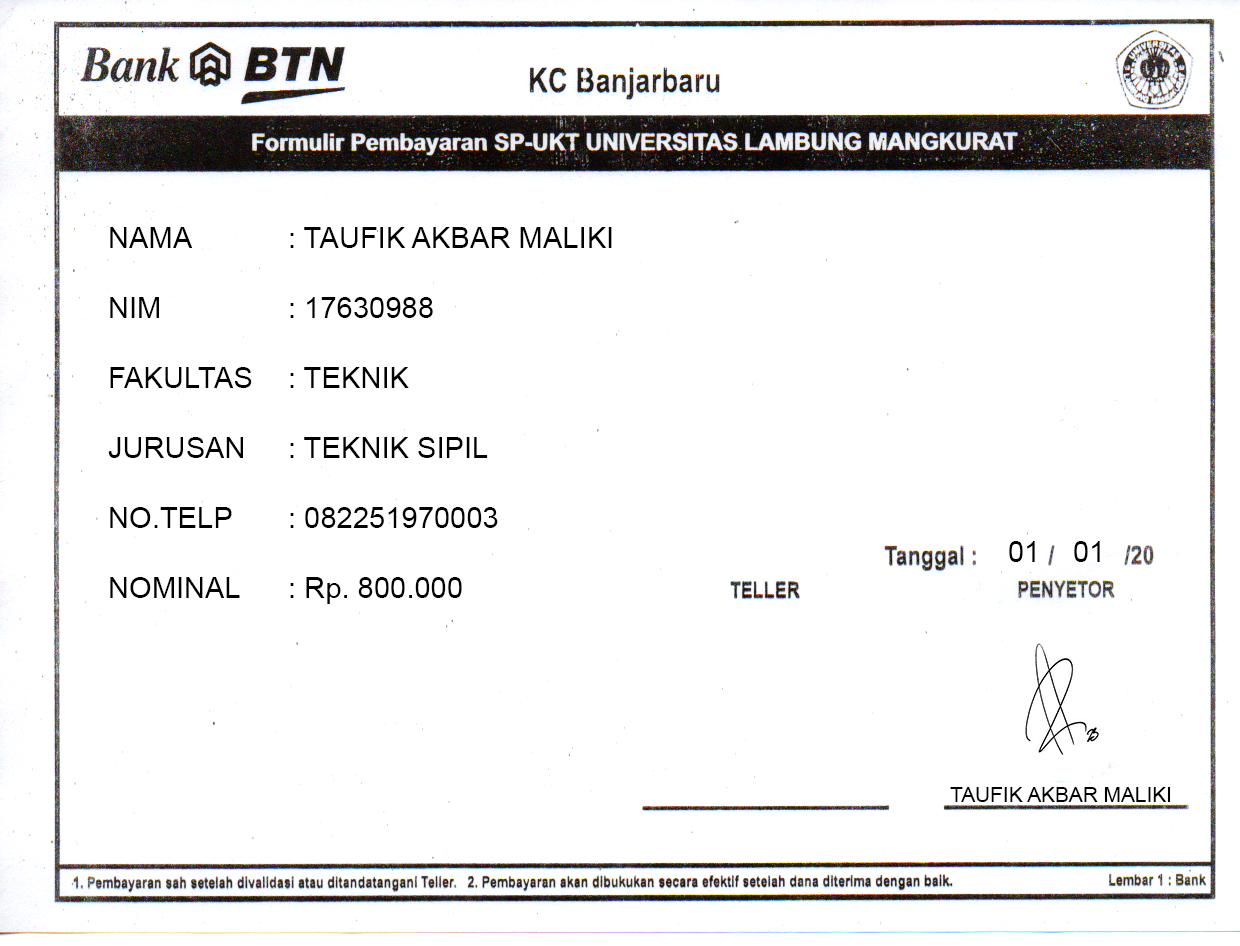 Bank BTN
KC Banjarbaru
Formulir Pembayaran SP-UKT UNIVERSITAS LAMBUNG MANGKURAT
NAMA : TAUFIK AKBAR MALIKI
NIM : 17630988
FAKULTAS : TEKNIK
JURUSAN : TEKNIK SIPIL
NO.TELP : 082251970003
Tanggal : 01 / 01 /20
NOMINAL : Rp. 800.000
TELLER PENYETOR
TAUFIK AKBAR MALIKI
1. Pembayaran sah setelah divalidasi atau ditandatangani Teller. 2. Pembayaran akan dibukukan secara efektif setelah dana diterima dengan baik.
Lembar 1 : Bank